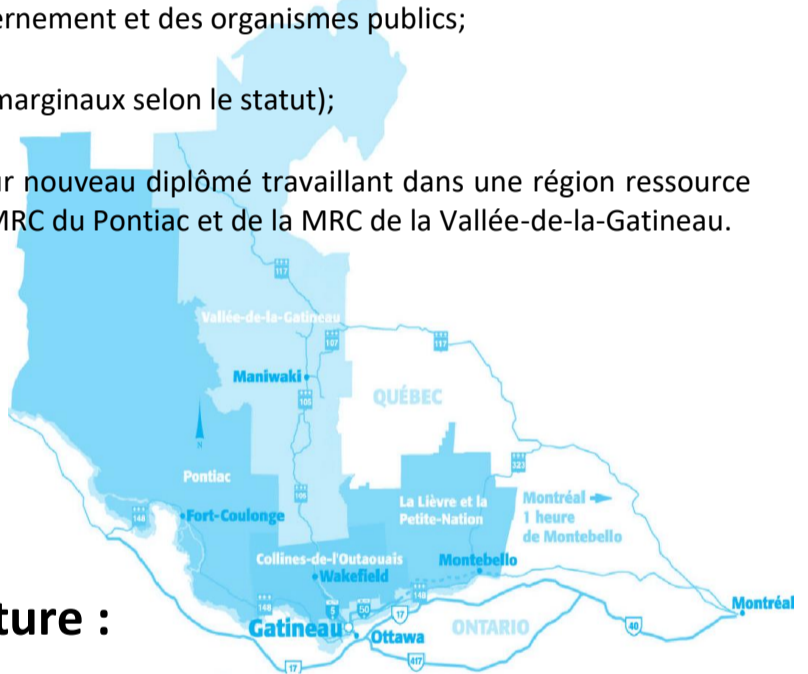 ernement et des organismes publics;
marginaux selon le statut);
r nouveau diplômé travaillant dans une région ressource
MRC du Pontiac et de la MRC de la Vallée-de-la-Gatineau.
117
Vallée-de-la-Gatineau
107
117
Maniwaki
105
QUÉBEC
N
323
Pontiac
105
La Lièvre et la
Petite-Nation
Montréal
1 heure
de Montebello
148
Fort-Coulonge
Collines-de-l'Outaouais
Montebello
Wakefield
148
148
5
50
17
Montréal
ture :
Gatineau
Ottawa
ONTARIO
40
417
17